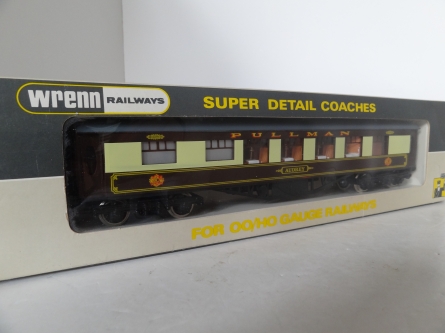 wrenn RAILWAYS
SUPER DETAIL COACHES
PULLMAN
FOR OO/HO GAUGE RAILWAYS